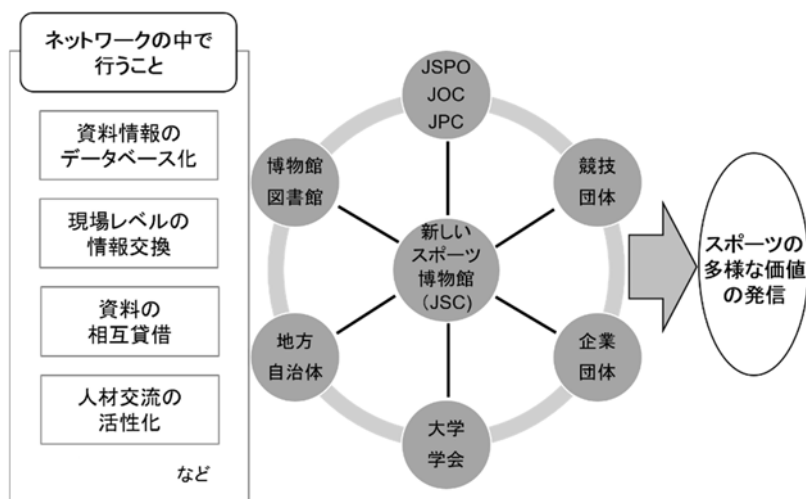 ネットワークの中で
行うこと
資料情報の
データベース化
現場レベルの
情報交換
資料の
相互貸借
人材交流の
活性化
など
JSPO
JOC
JPC
競技
団体
企業
団体
大学
学会
地方
自治体
博物館
図書館
新しい
スポーツ
博物館
(JSC)
スポーツの
多様な価値
の発信